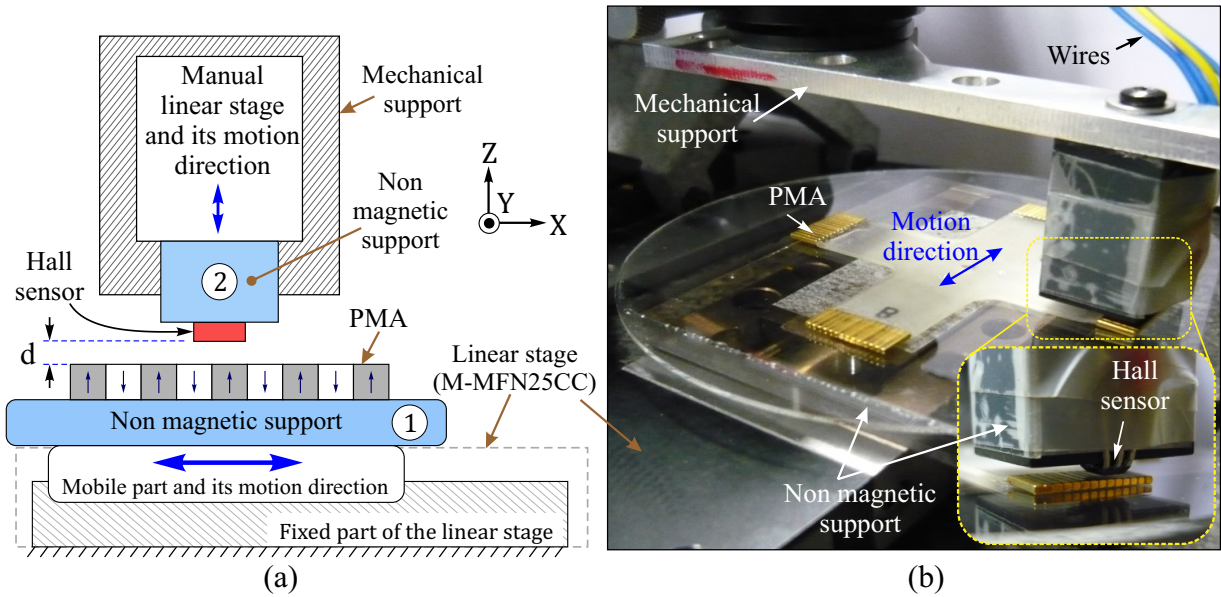 Manual
linear stage
and its motion
direction
Mechanical
support
Non
magnetic
support
Z
Y
X
2
Hall
sensor
PMA
d
Linear stage
(M-MFN25CC)
Non magnetic support
1
Mobile part and its motion direction
Fixed part of the linear stage
(a)
Wires
Mechanical
support
PMA
Motion
direction
Hall
sensor
Non magnetic
support
(b)